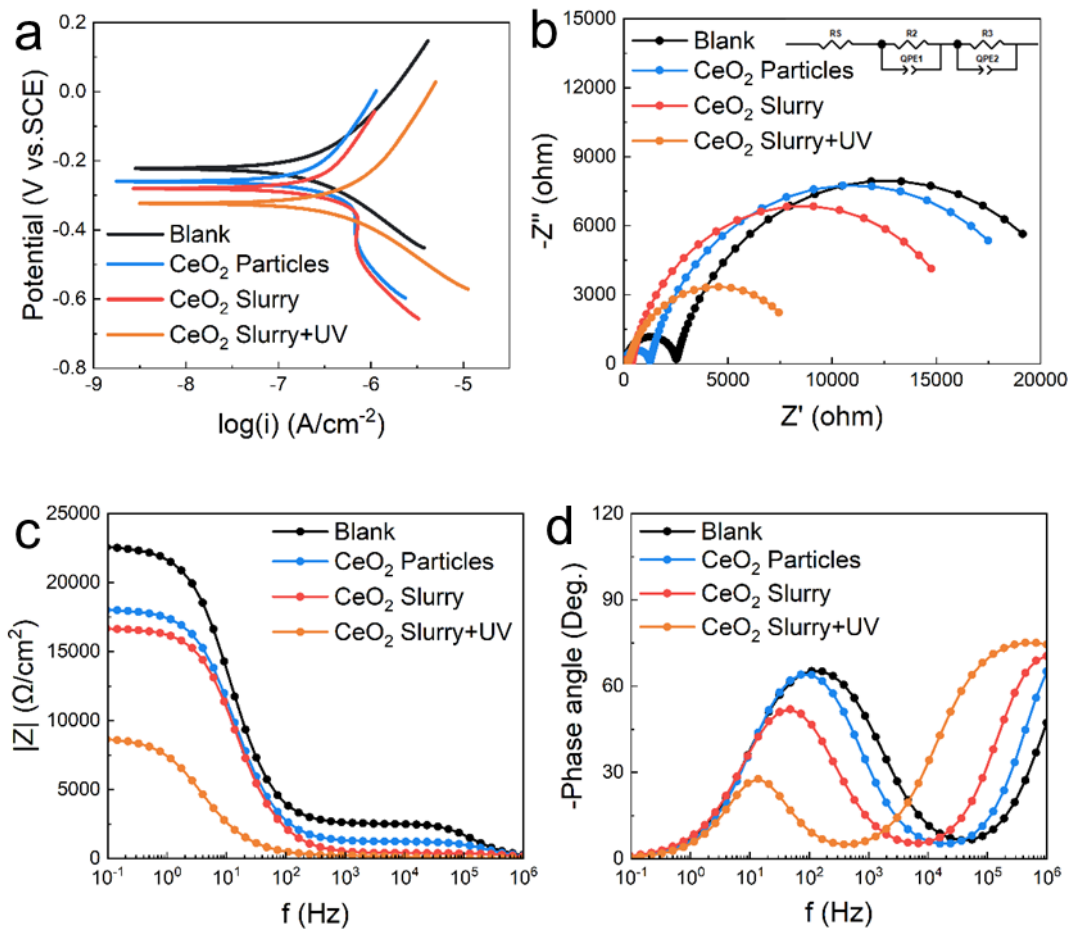 a
Potential (V vs.SCE)
0.2
0.0
-0.2
-0.4
-0.6
-0.8
Blank
CeO₂ Particles
CeO₂ Slurry
CeO₂ Slurry+UV
-9
-8
-7
-6
-5
log(i) (A/cm⁻²)
b
-Z'' (ohm)
-15000
12000
9000
6000
3000
0
Blank
CeO₂ Particles
CeO₂ Slurry
CeO₂ Slurry+UV
RS
R2
R3
QPE1
QPE2
0
5000
10000
15000
20000
Z' (ohm)
c
|Z| (Ω/cm²)
25000
20000
15000
10000
5000
0
Blank
CeO₂ Particles
CeO₂ Slurry
CeO₂ Slurry+UV
10⁻¹
10⁰
10¹
10²
10³
10⁴
10⁵
10⁶
f (Hz)
d
-Phase angle (Deg.)
120
90
60
30
0
Blank
CeO₂ Particles
CeO₂ Slurry
CeO₂ Slurry+UV
10⁻¹
10⁰
10¹
10²
10³
10⁴
10⁵
10⁶
f (Hz)